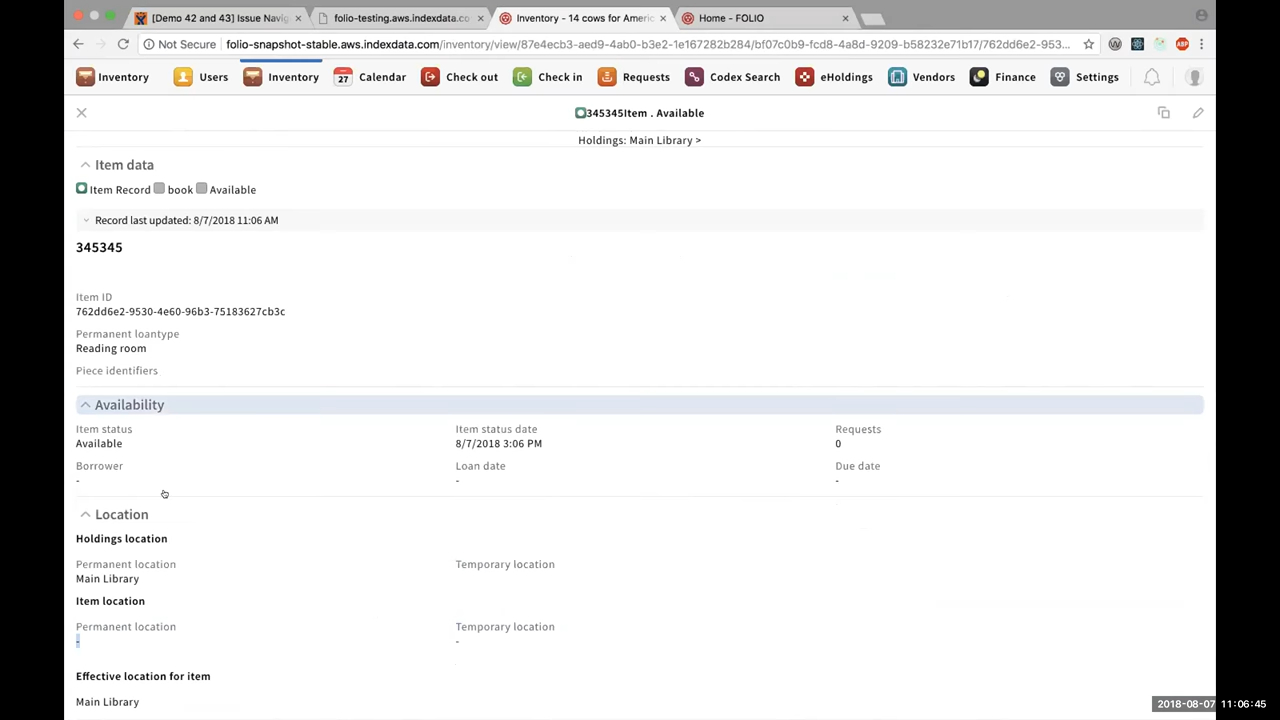 [Demo 42 and 43] Issue Navig
folio-testing.aws.indexdata.co
Inventory - 14 cows for Americ
Home - FOLIO
Not Secure folio-snapshot-stable.aws.indexdata.com/inventory/view/87e4ecb3-aed9-4ab0-b3e2-1e167282b284/bf07c0b9-fcd8-4a8d-9209-b58232e71b17/762dd6e2-953...
Inventory Users Inventory 27 Calendar Check out Check in Requests Codex Search eHoldings Vendors Finance Settings
345345Item . Available
Holdings: Main Library >
Item data
Item Record book Available
Record last updated: 8/7/2018 11:06 AM
345345
Item ID
762dd6e2-9530-4e60-96b3-75183627cb3c
Permanent loantype
Reading room
Piece identifiers
Availability
Item status Item status date Requests
Available 8/7/2018 3:06 PM 0
Borrower Loan date Due date
- - -
Location
Holdings location
Permanent location Temporary location
Main Library
Item location
Permanent location Temporary location
- -
Effective location for item
Main Library
2018-08-07 11:06:45